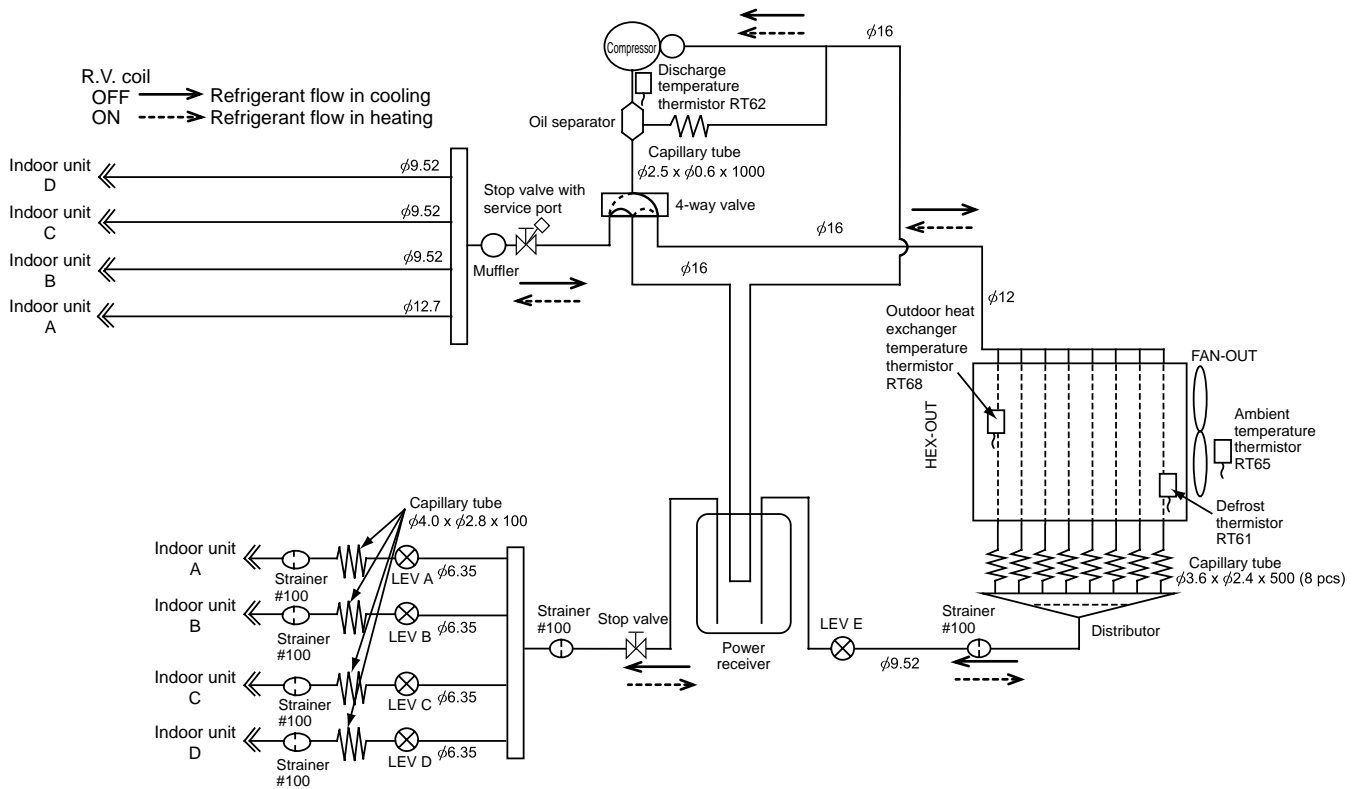 R.V. coil
OFF Refrigerant flow in cooling
ON Refrigerant flow in heating
Compressor
ϕ16
Discharge
temperature
thermistor RT62
Oil separator
Capillary tube
ϕ2.5 x ϕ0.6 x 1000
4-way valve
Indoor unit
D
ϕ9.52
Indoor unit
C
ϕ9.52
Indoor unit
B
ϕ9.52
Indoor unit
A
ϕ12.7
Stop valve with
service port
Muffler
ϕ16
ϕ16
ϕ12
Outdoor heat
exchanger
temperature
thermistor
RT68
HEX-OUT
FAN-OUT
Ambient
temperature
thermistor
RT65
Defrost
thermistor
RT61
Capillary tube
ϕ3.6 x ϕ2.4 x 500 (8 pcs)
Distributor
Strainer
#100
LEV E
ϕ9.52
Power
receiver
Stop valve
Strainer
#100
Capillary tube
ϕ4.0 x ϕ2.8 x 100
Indoor unit
A
Strainer
#100
LEV A
ϕ6.35
Indoor unit
B
Strainer
#100
LEV B
ϕ6.35
Indoor unit
C
Strainer
#100
LEV C
ϕ6.35
Indoor unit
D
Strainer
#100
LEV D
ϕ6.35